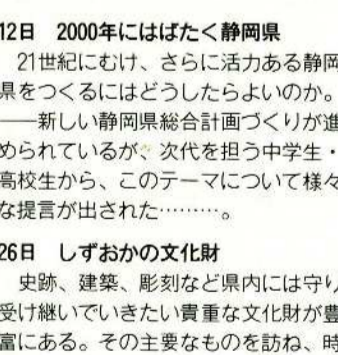 12日 2000年にはばたく静岡県
21世紀にむけ、さらに活力ある静岡
県をつくるにはどうしたらよいのか。
――新しい静岡県総合計画づくりが進
められているが、次代を担う中学生・
高校生から、このテーマについて様々
な提言が出された………。
26日 しずおかの文化財
史跡、建築、彫刻など県内には守り
受け継いでいきたい貴重な文化財が豊
富にある。その主要なものを訪ね、時